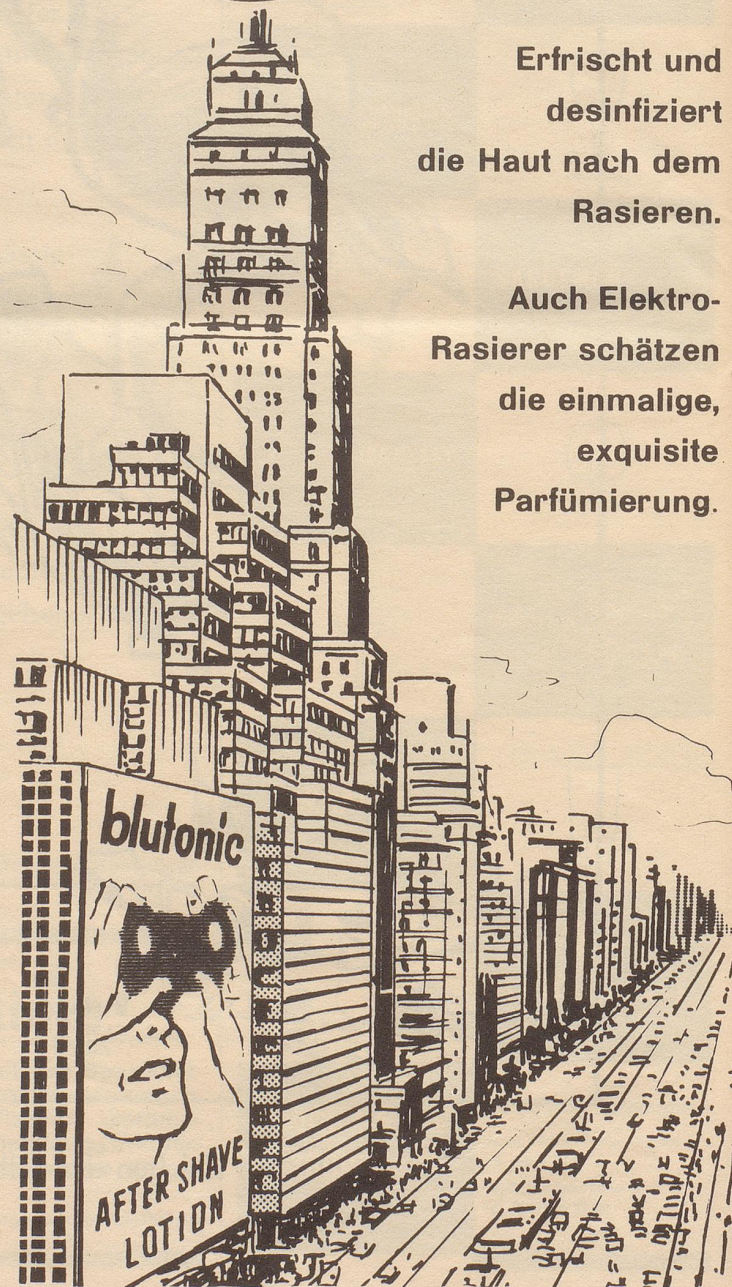 Erfrischt und
desinfiziert
die Haut nach dem
Rasieren.
Auch Elektro-
Rasierer schätzen
die einmalige,
exquisite
Parfümierung.
blutonic
AFTER SHAVE
LOTION